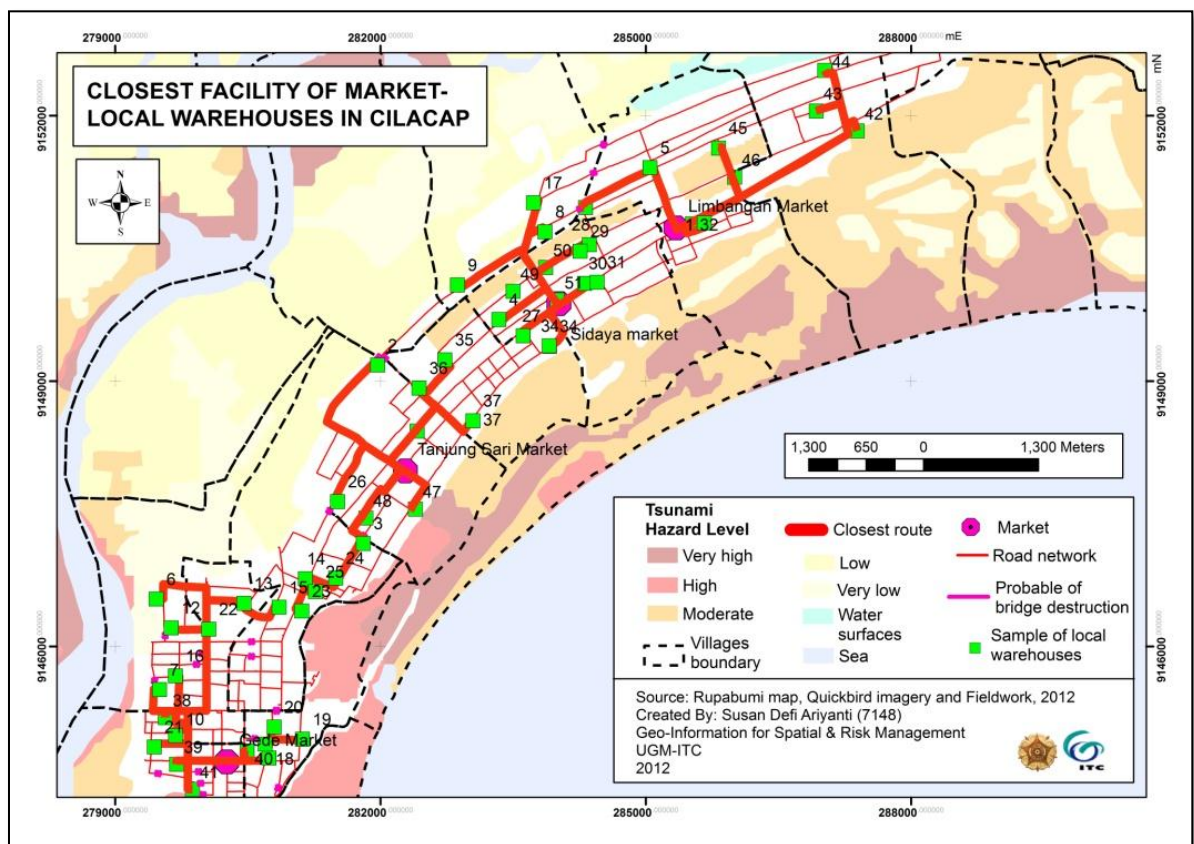 279000 282000 285000 288000 mE
mN
CLOSEST FACILITY OF MARKET-
LOCAL WAREHOUSES IN CILACAP
N
W E
S
9152000
9152000
9149000
9149000
9146000
9146000
44
43
42
45
46
5
17
8
Limbangan Market
1 32
28
29
50
9
49
30 31
51
4
27
34 34
Sidaya market
2
35
36
37
37
Tanjung Sari Market
26
47
48
3
14
24
25
13
15
23
6
12
22
7
16
38
10
20
19
21
39
Gede Market
40 18
41
1,300 650 0 1,300 Meters
Tsunami
Hazard Level
Very high
High
Moderate
Villages
boundary
Closest route
Low
Very low
Water
surfaces
Sea
Market
Road network
Probable of
bridge destruction
Sample of local
warehouses
Source: Rupabumi map, Quickbird imagery and Fieldwork, 2012
Created By: Susan Defi Ariyanti (7148)
Geo-Information for Spatial & Risk Management
UGM-ITC
2012
ITC
279000 282000 285000 288000